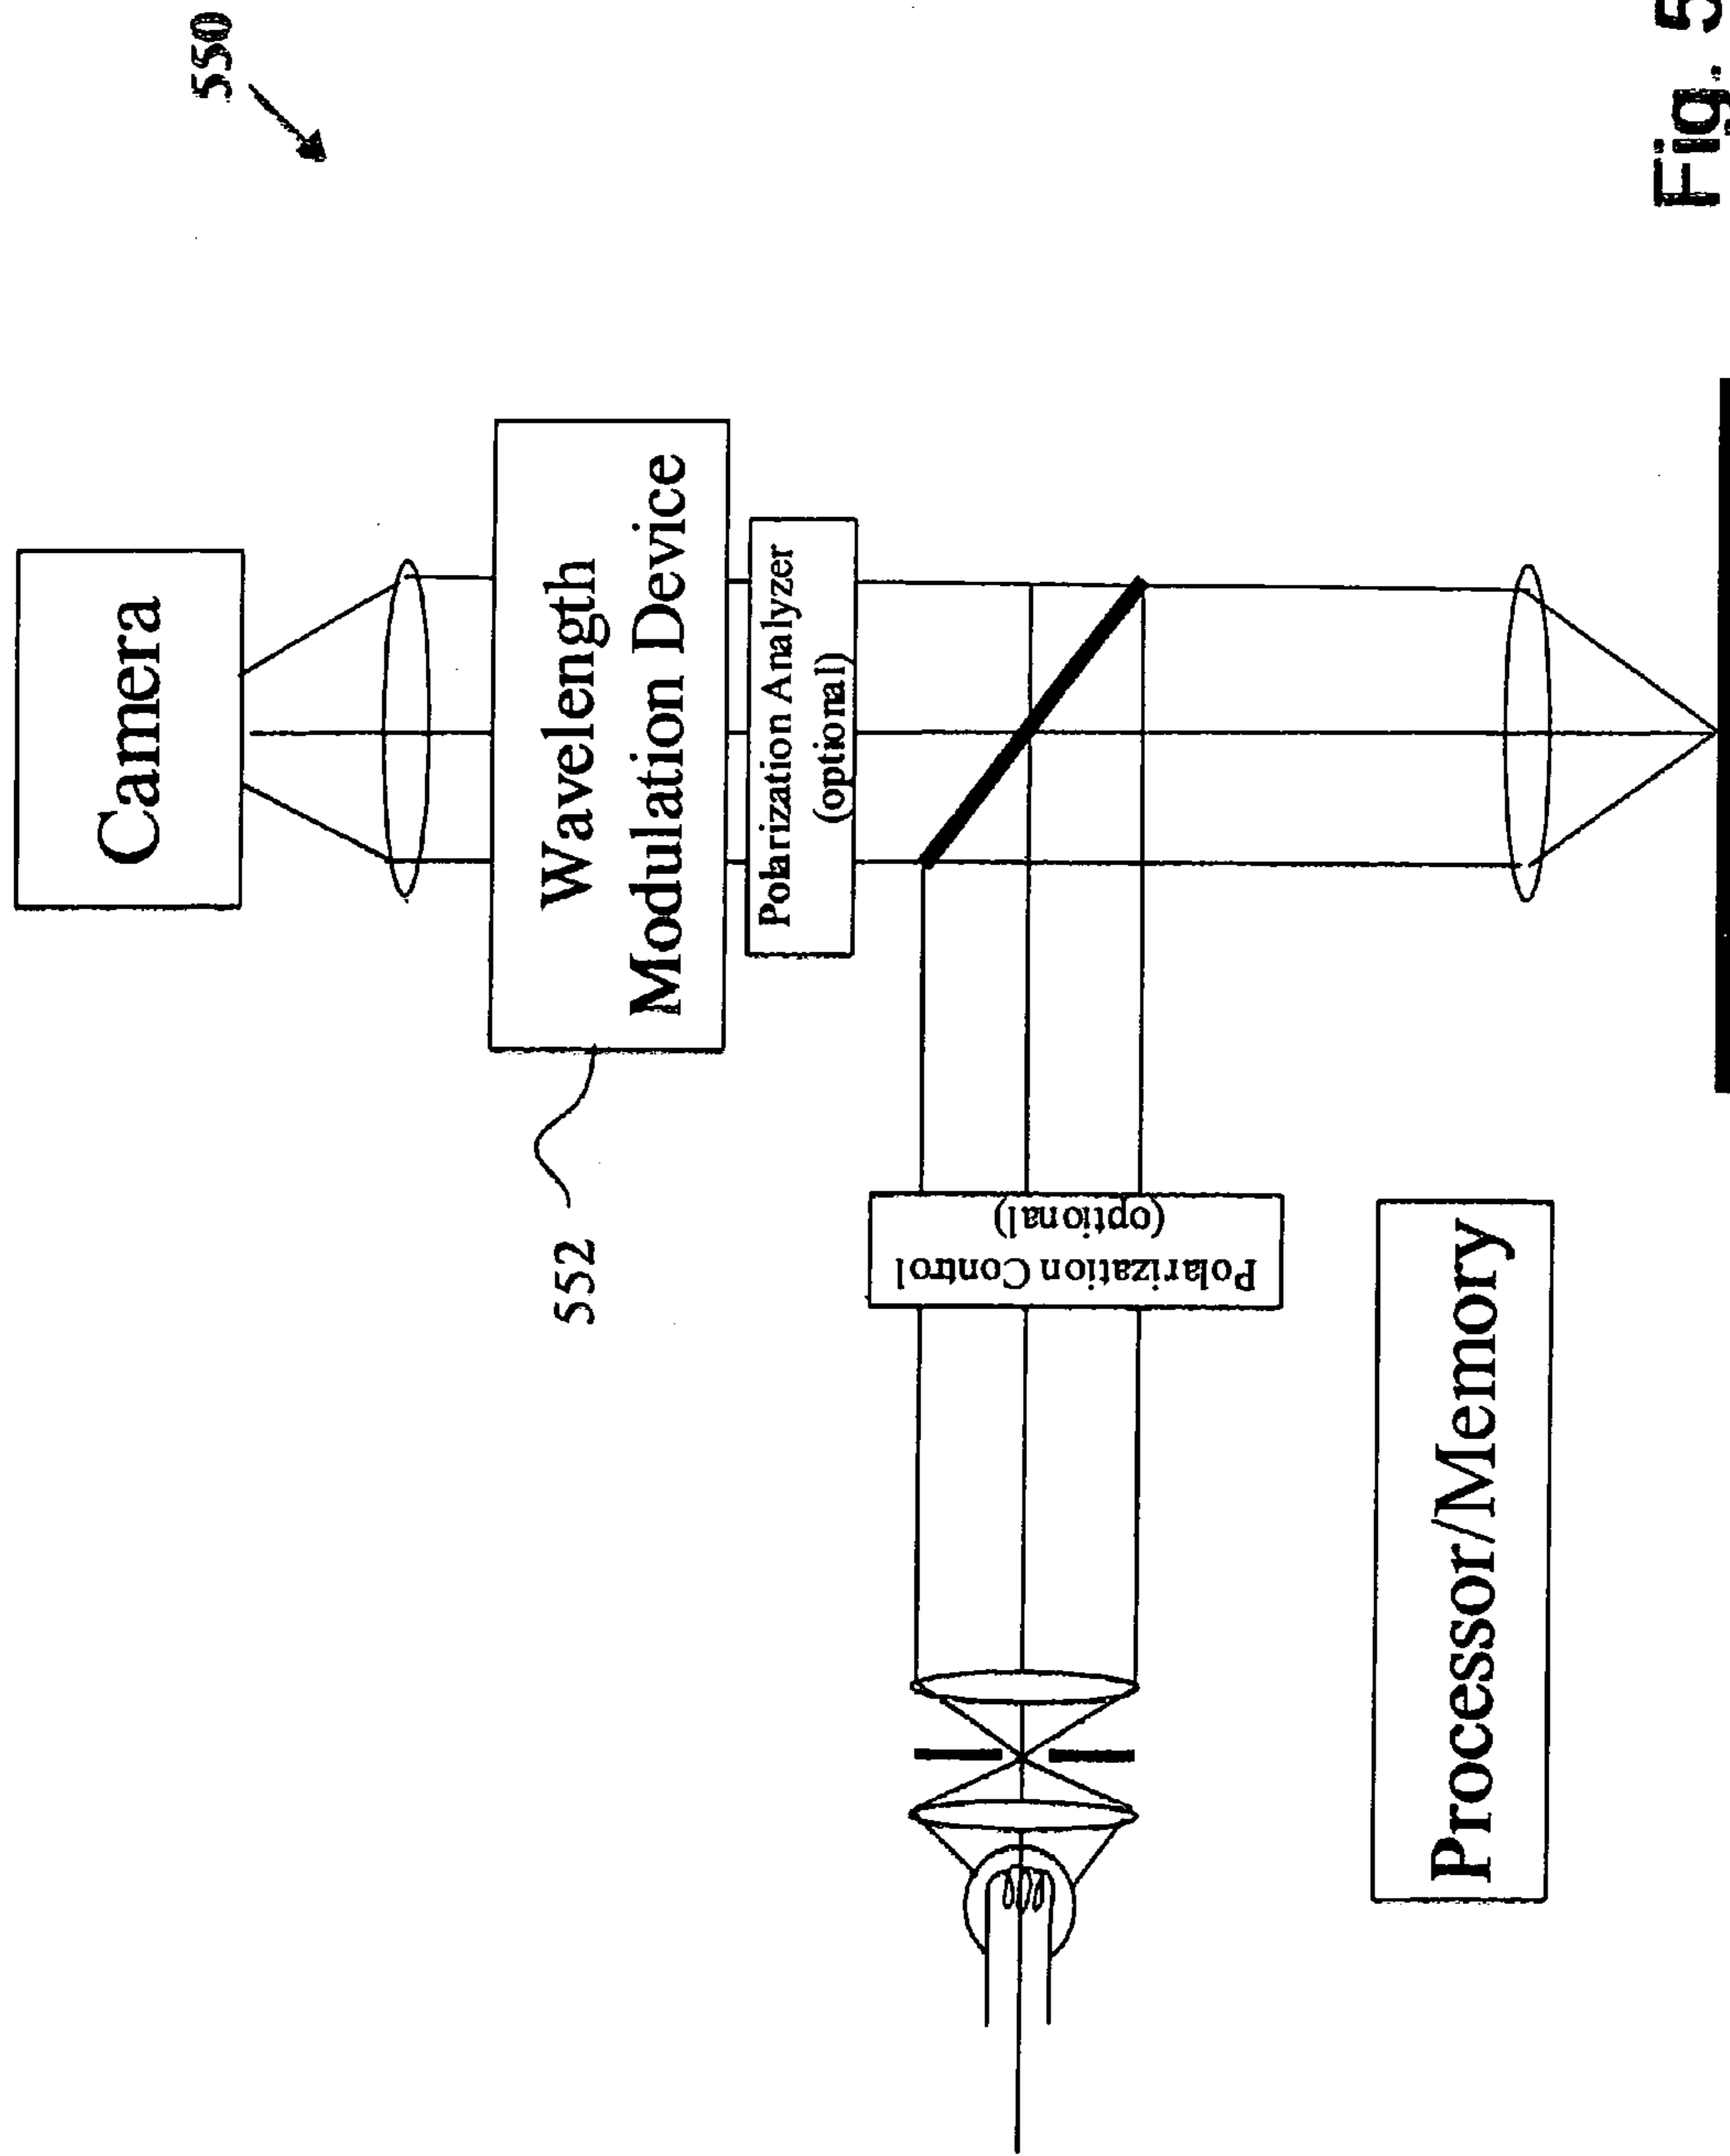 550
Camera
Wavelength
Modulation Device
Polarization Analyzer
(optional)
552
Polarization Control
(optional)
Processor/Memory
Fig. 5